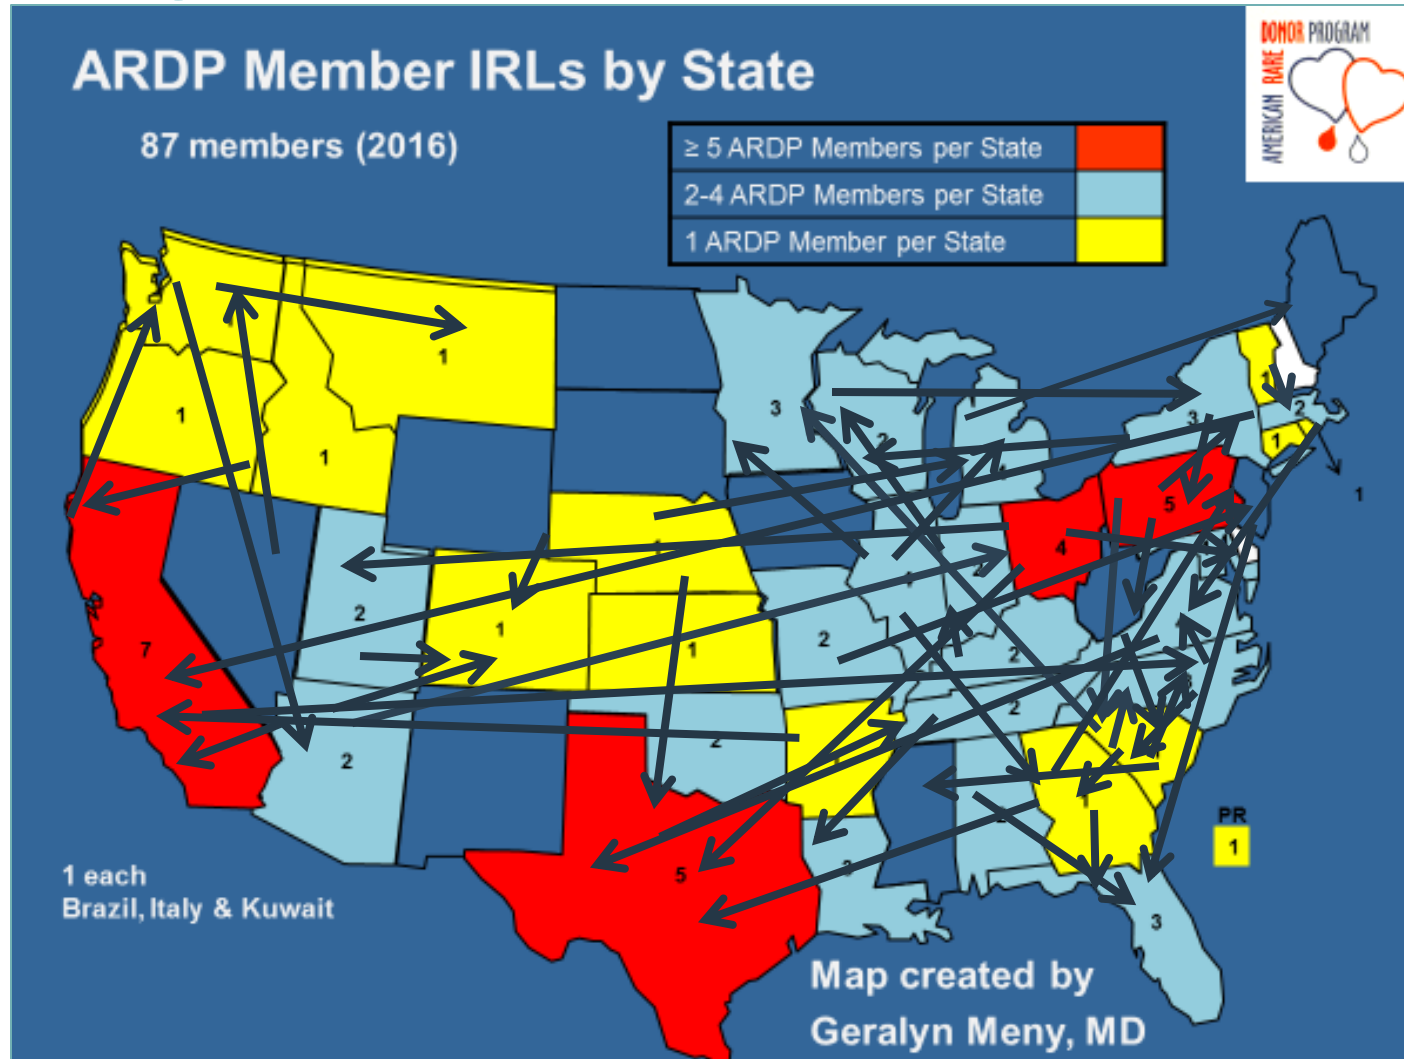 ARDP Member IRLs by State
87 members (2016)
≥ 5 ARDP Members per State
2-4 ARDP Members per State
1 ARDP Member per State
AMERICAN RARE
DONOR PROGRAM
1
1
1
3
2
3
1
2
1
1
5
4
7
2
1
1
2
2
2
2
2
5
3
PR
1
1 each
Brazil, Italy & Kuwait
Map created by
Geralyn Meny, MD